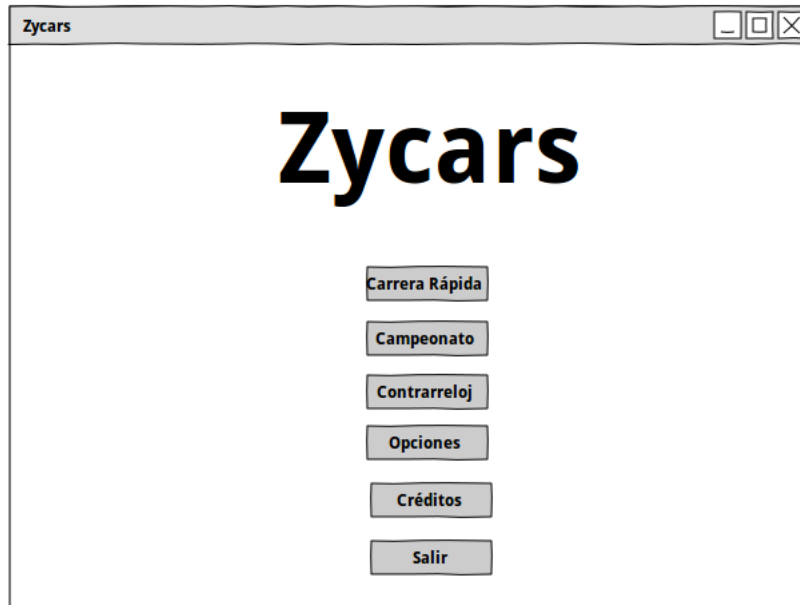 Zycars
Zycars
Carrera Rápida
Campeonato
Contrarreloj
Opciones
Créditos
Salir